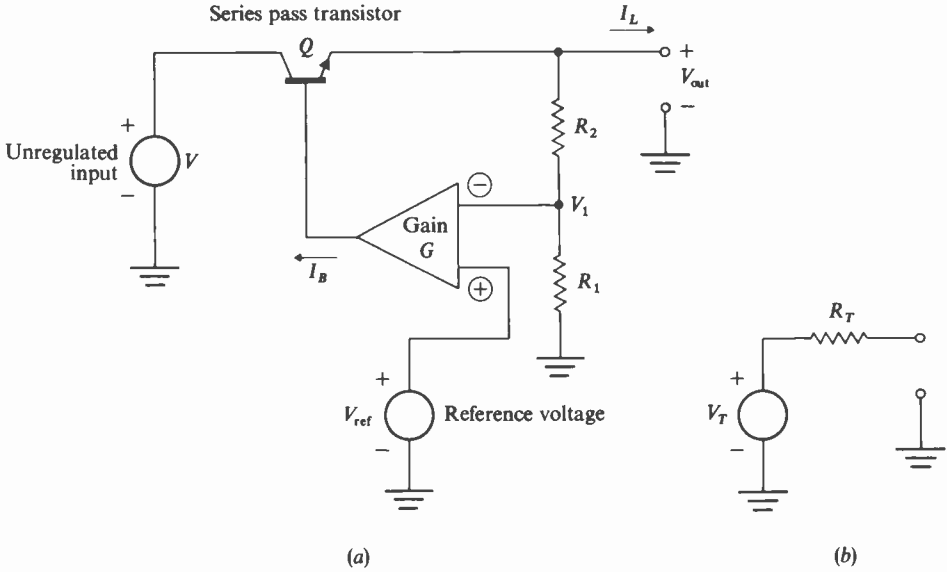 Series pass transistor
I_L
Q
+
V_out
−
R_2
+
Unregulated
input
V
−
−
V_1
Gain
G
I_B
+
R_1
R_T
+
V_ref
Reference voltage
−
+
V_T
−
(a)
(b)